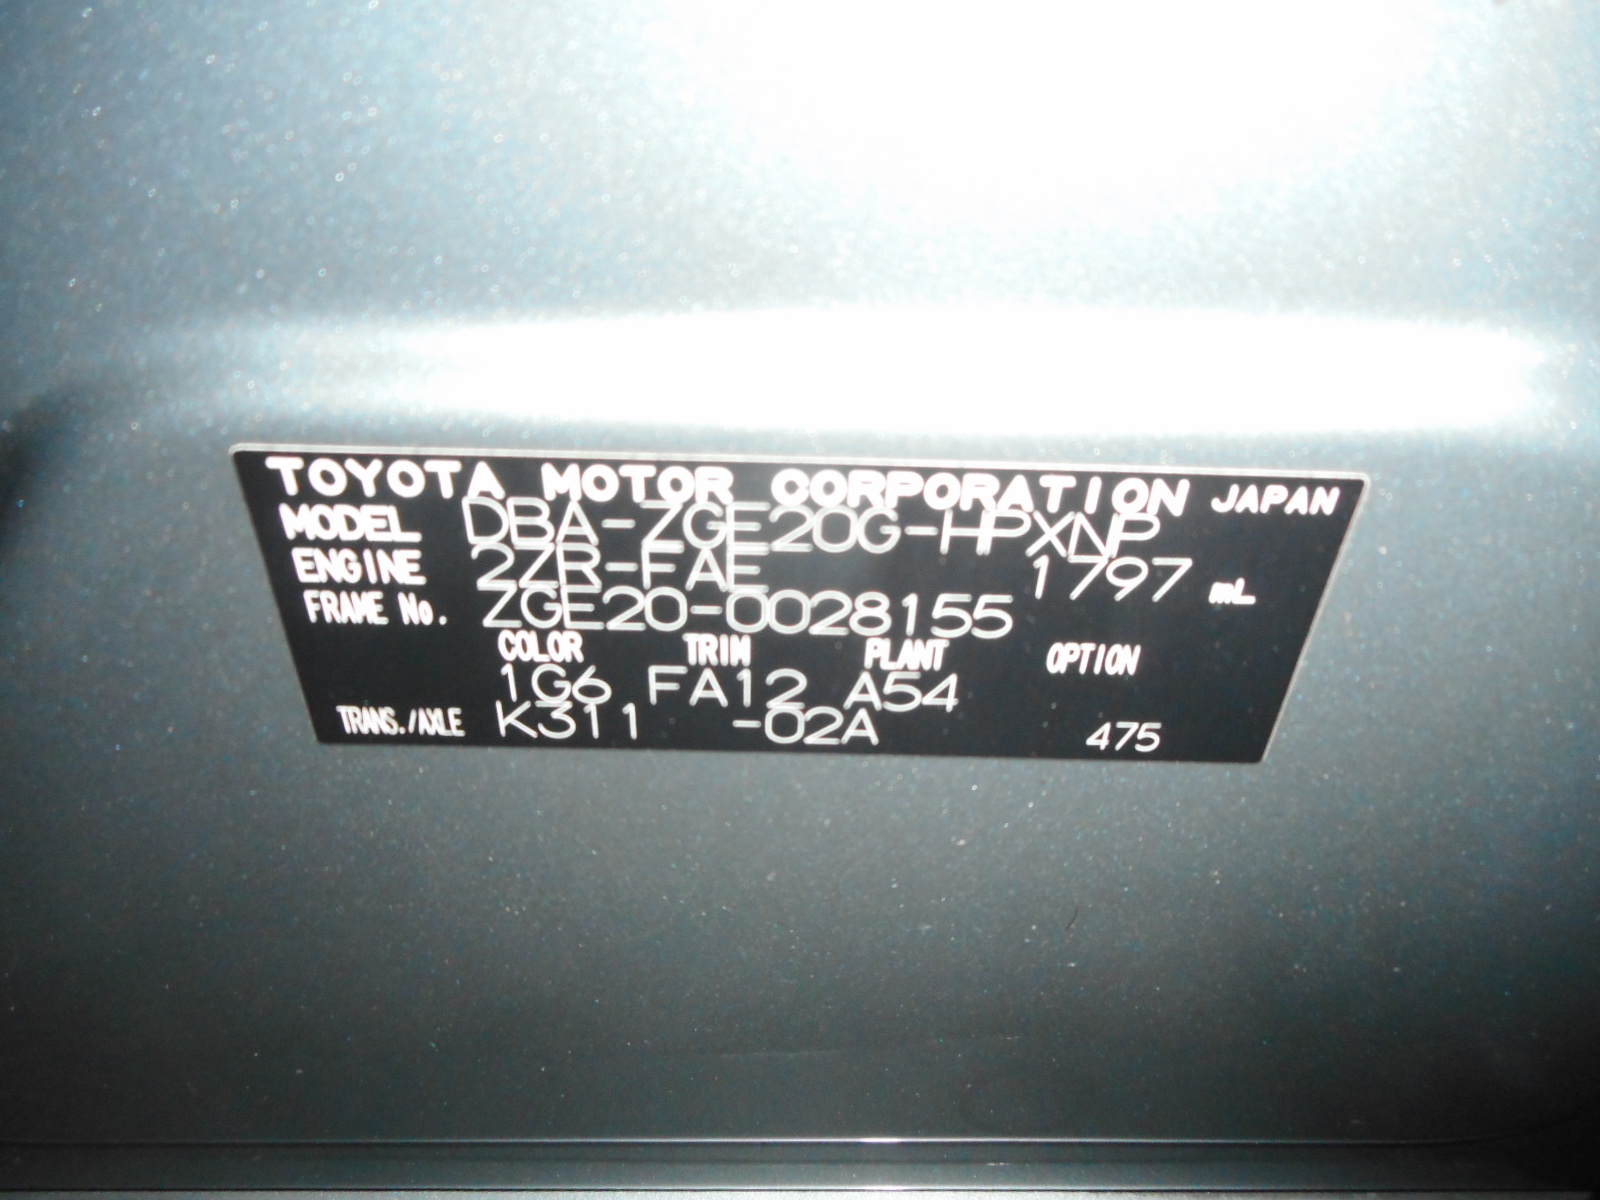 TOYOTA MOTOR CORPORATION JAPAN
MODEL DBA-ZGE20G-HPXNP
ENGINE 2ZR-FAE 1797 mL
FRAME No. ZGE20-0028155
COLOR TRIM PLANT OPTION
1G6 FA12 A54
TRANS./AXLE K311 -02A 475